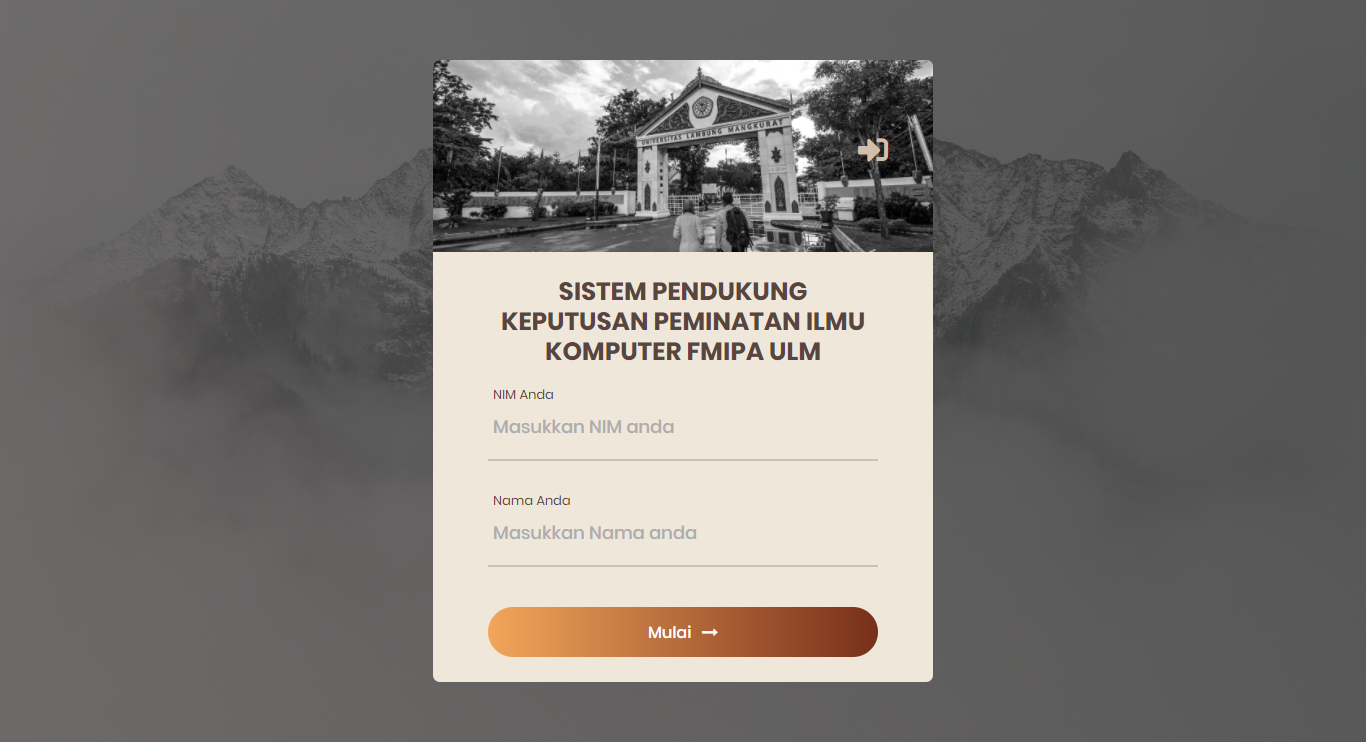 UNIVERSITAS LAMBUNG MANGKURAT
SISTEM PENDUKUNG
KEPUTUSAN PEMINATAN ILMU
KOMPUTER FMIPA ULM
NIM Anda
Masukkan NIM anda
Nama Anda
Masukkan Nama anda
Mulai